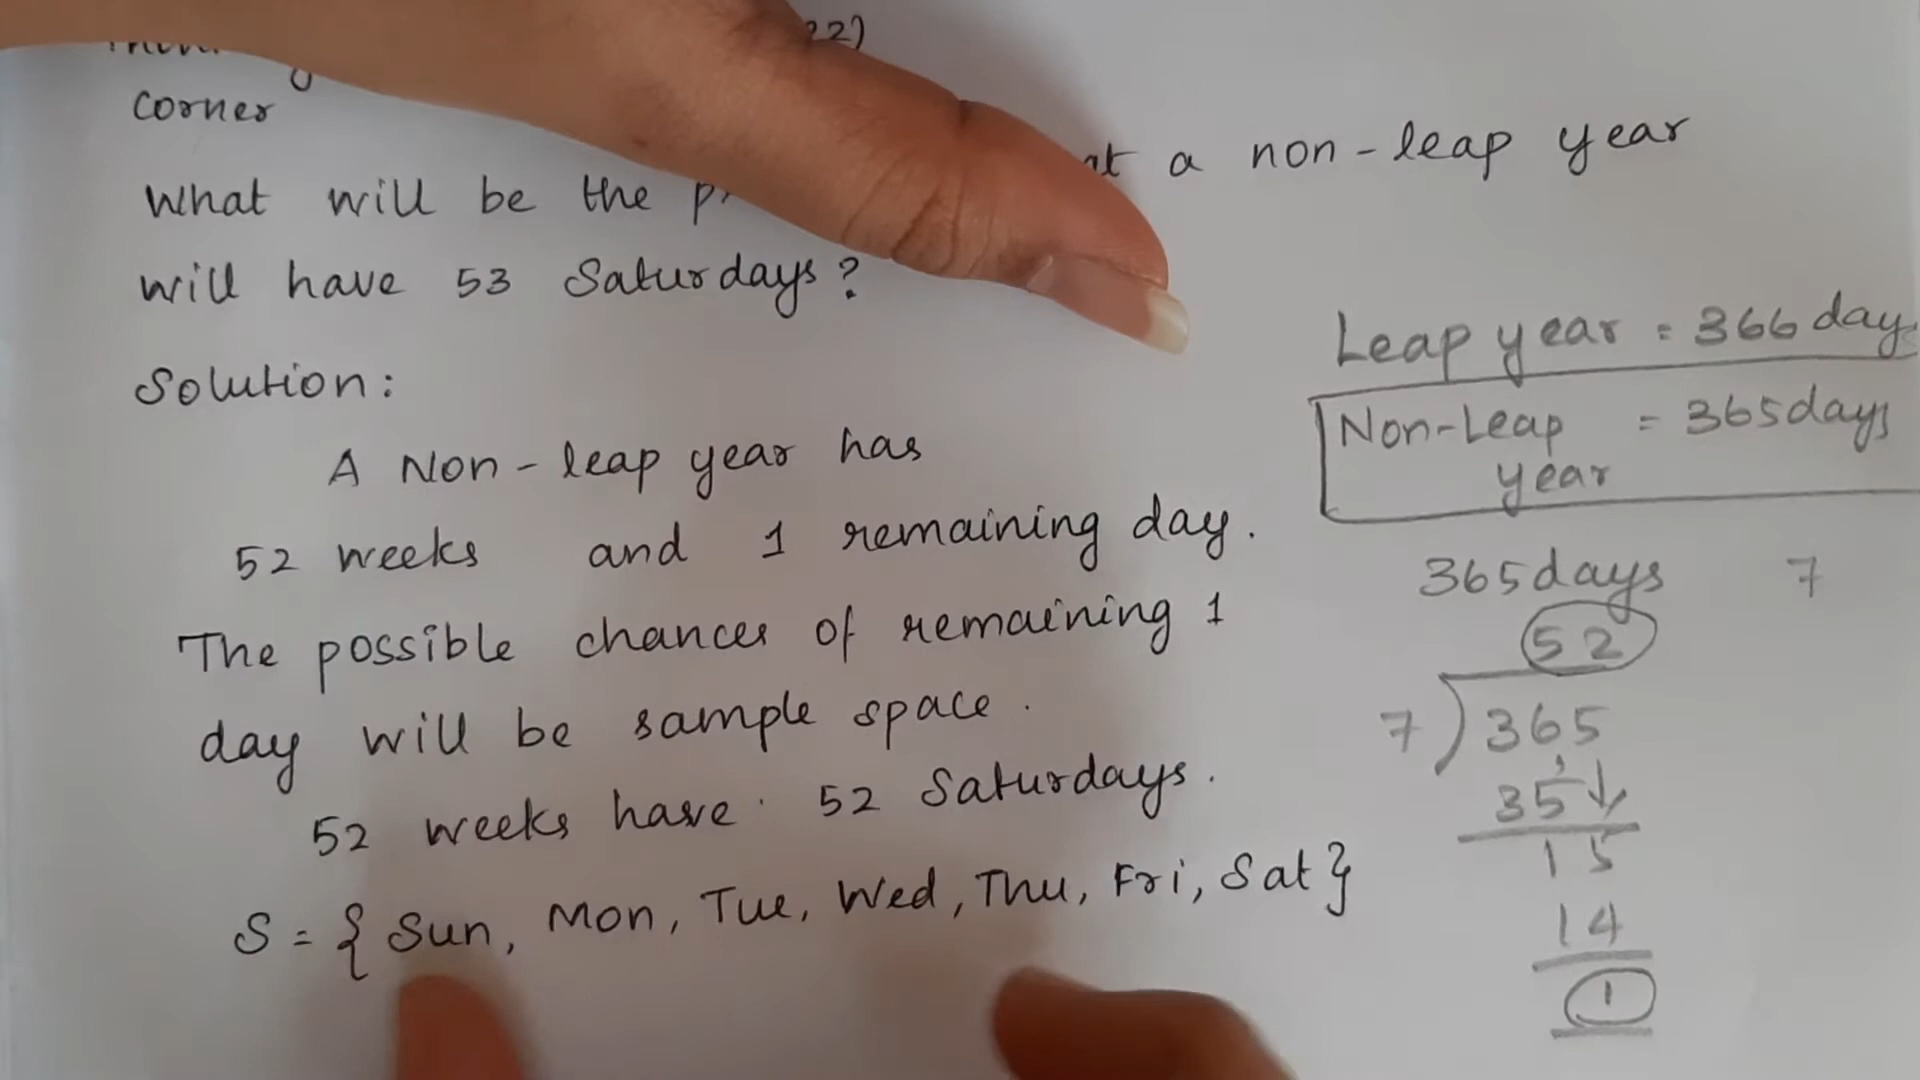 22)
corner
What will be the a non-leap year
will have 53 Saturdays?
Solution:
A Non-leap year has
52 weeks and 1 remaining day.
The possible chances of remaining 1
day will be sample space.
52 weeks have 52 Saturdays.
S = { Sun, Mon, Tue, Wed, Thu, Fri, Sat }
Leap year = 366 day
Non-Leap = 365 days
year
365 days 7
52
7 ) 365
35
15
14
1